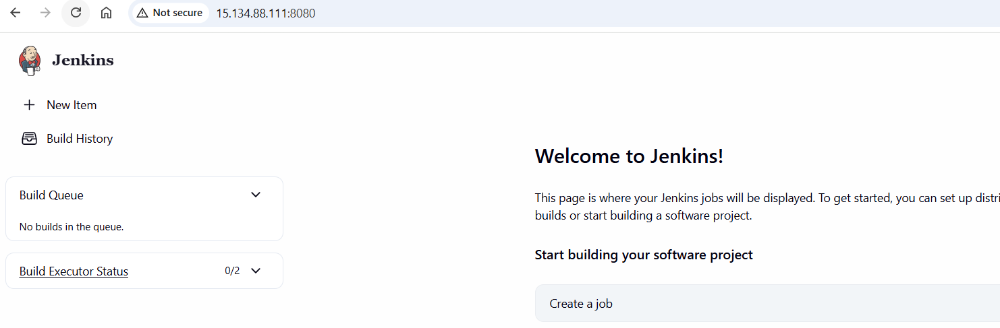 Not secure
15.134.88.111:8080
Jenkins
New Item
Build History
Build Queue
No builds in the queue.
Build Executor Status
0/2
Welcome to Jenkins!
This page is where your Jenkins jobs will be displayed. To get started, you can set up distri
builds or start building a software project.
Start building your software project
Create a job